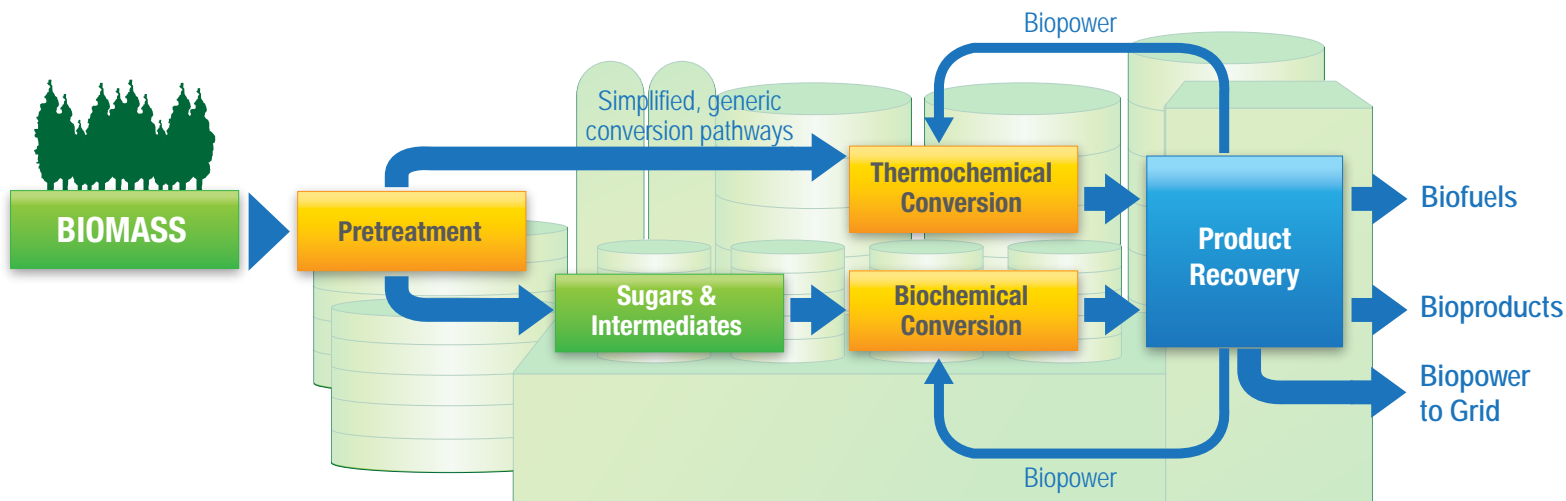 Biopower
Simplified, generic
conversion pathways
BIOMASS
Pretreatment
Thermochemical
Conversion
Sugars &
Intermediates
Biochemical
Conversion
Product
Recovery
Biofuels
Bioproducts
Biopower
to Grid
Biopower